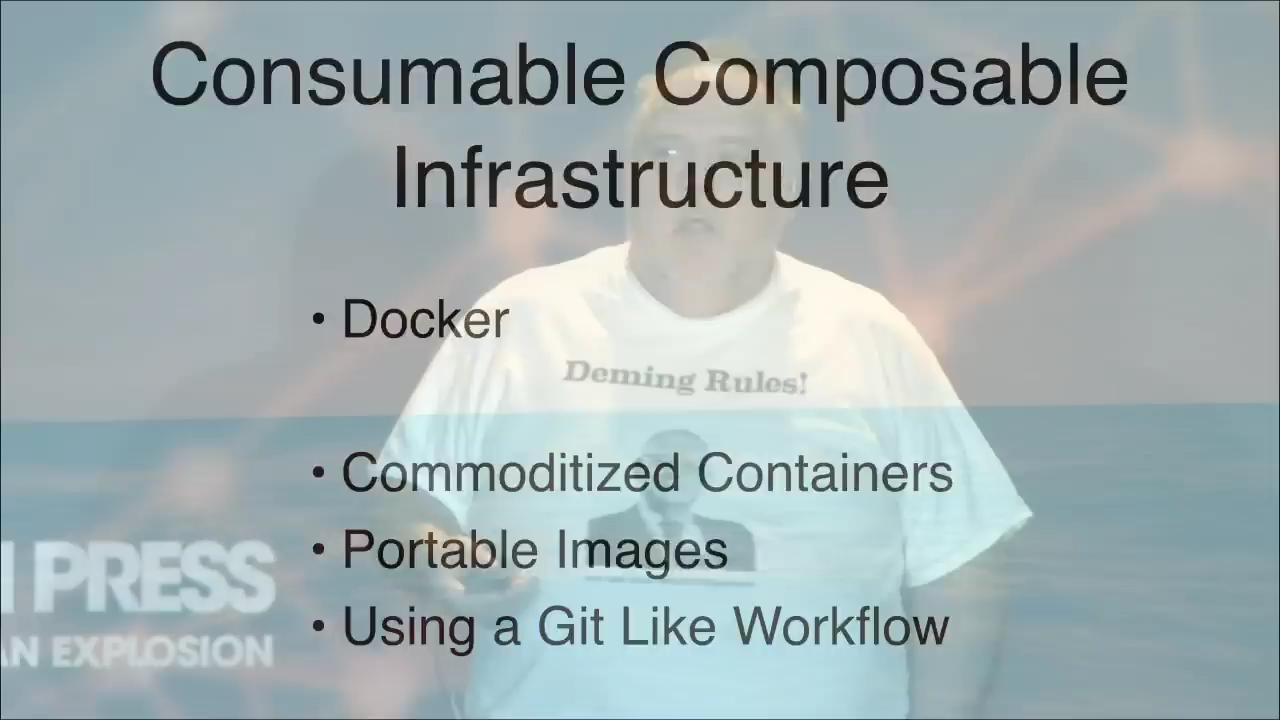 Consumable Composable
Infrastructure
• Docker
Deming Rules!
• Commoditized Containers
• Portable Images
• Using a Git Like Workflow
PRESS
AN EXPLOSION